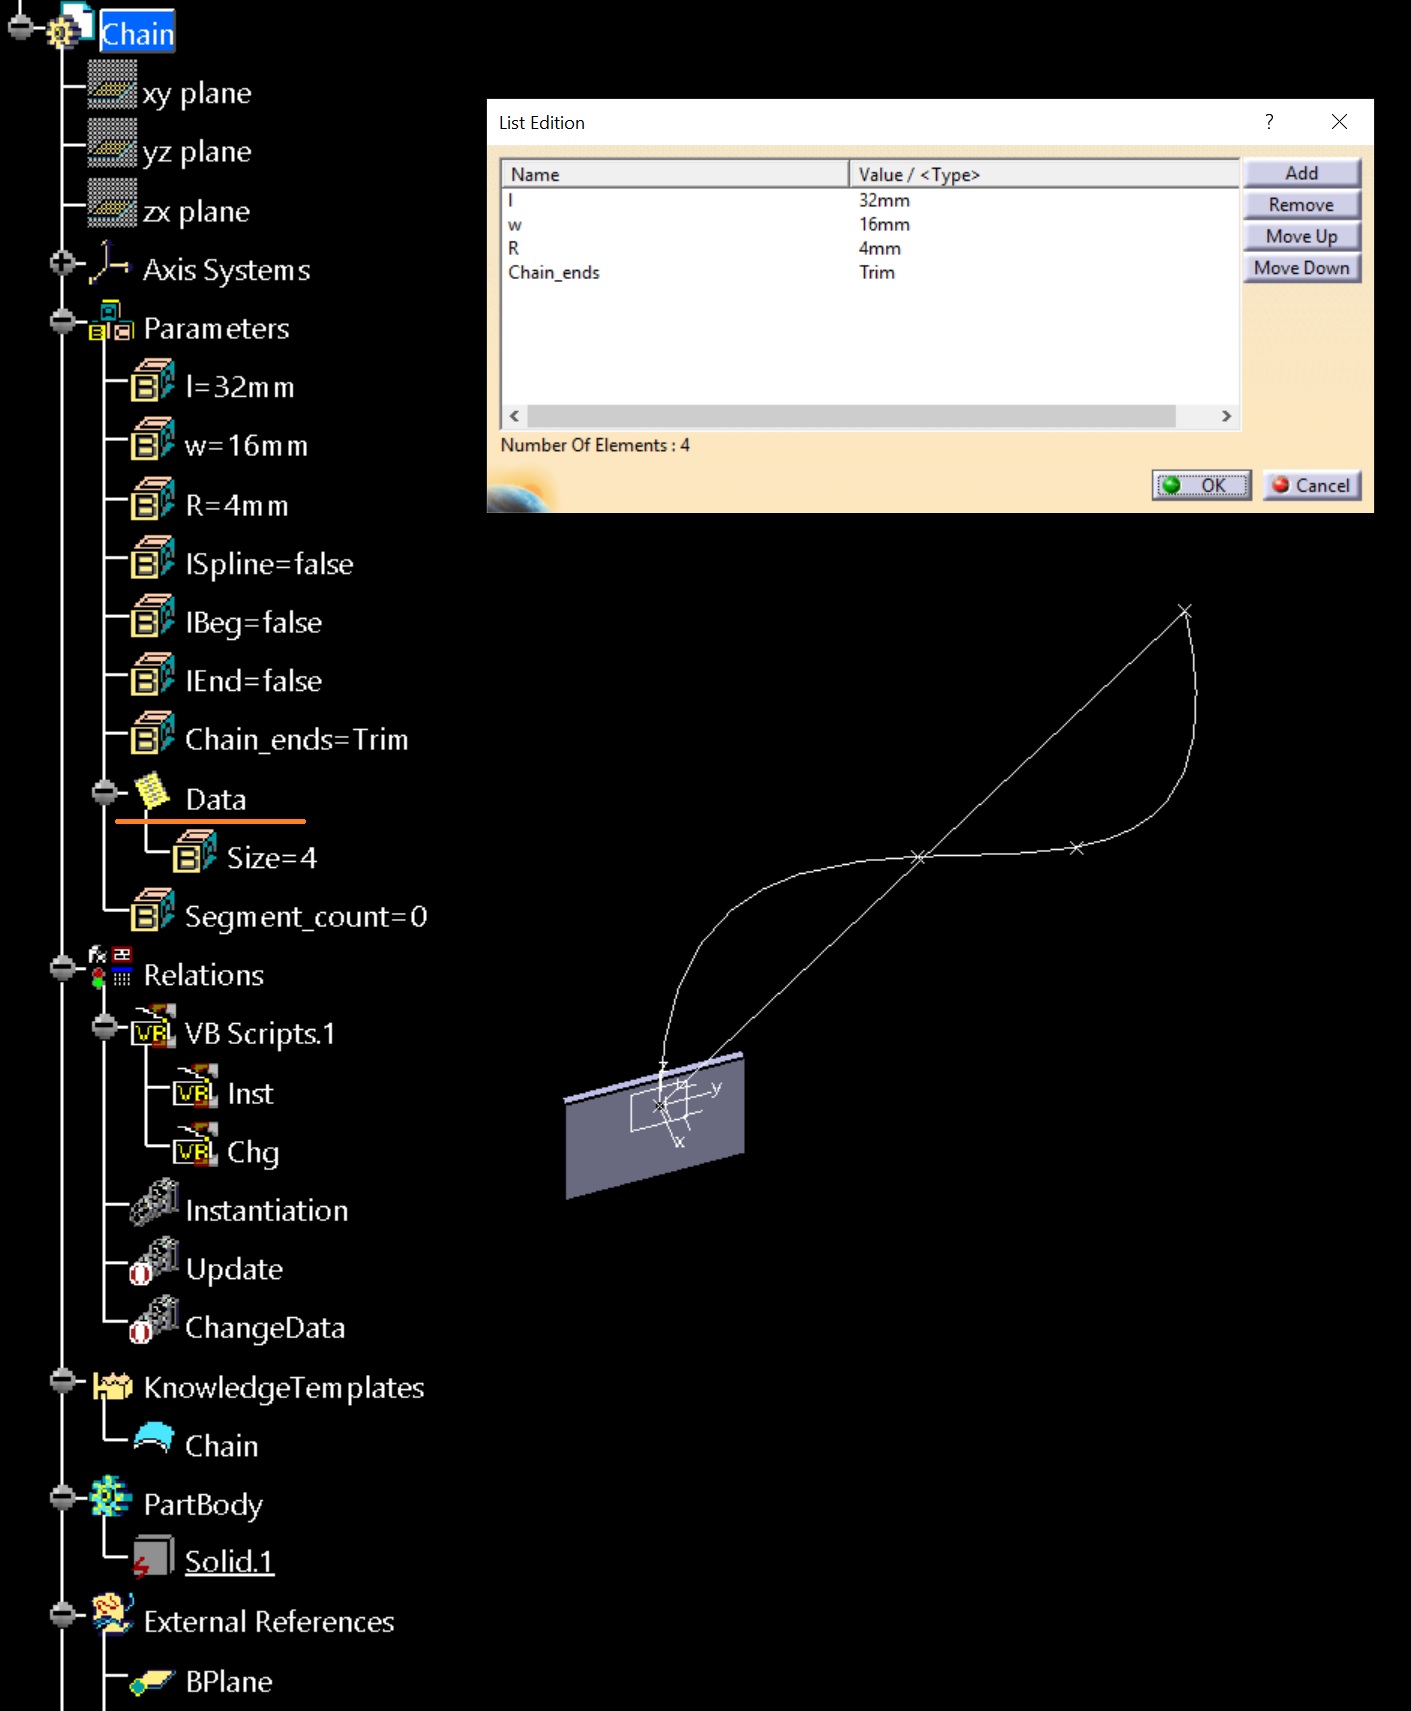 Chain
xy plane
yz plane
zx plane
Axis Systems
Parameters
l=32mm
w=16mm
R=4mm
ISpline=false
IBeg=false
IEnd=false
Chain_ends=Trim
Data
Size=4
Segment_count=0
Relations
VB Scripts.1
Inst
Chg
Instantiation
Update
ChangeData
KnowledgeTemplates
Chain
PartBody
Solid.1
External References
BPlane
List Edition
Name Value / <Type>
l 32mm
w 16mm
R 4mm
Chain_ends Trim
Add
Remove
Move Up
Move Down
Number Of Elements : 4
OK Cancel
z
y
x